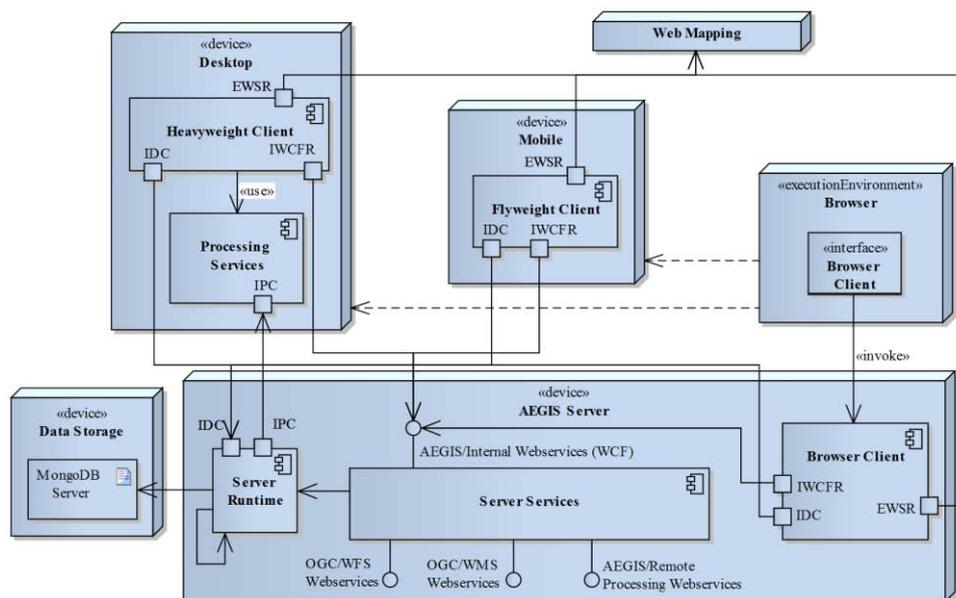 «device»
Desktop
EWSR
Heavyweight Client
IDC
IWCFR
«use»
Processing
Services
IPC
Web Mapping
«device»
Mobile
EWSR
Flyweight Client
IDC
IWCFR
«executionEnvironment»
Browser
«interface»
Browser
Client
«invoke»
«device»
Data Storage
MongoDB
Server
«device»
AEGIS Server
IDC
IPC
Server
Runtime
AEGIS/Internal Webservices (WCF)
Server Services
OGC/WFS
Webservices
OGC/WMS
Webservices
AEGIS/Remote
Processing Webservices
Browser Client
IWCFR
IDC
EWSR